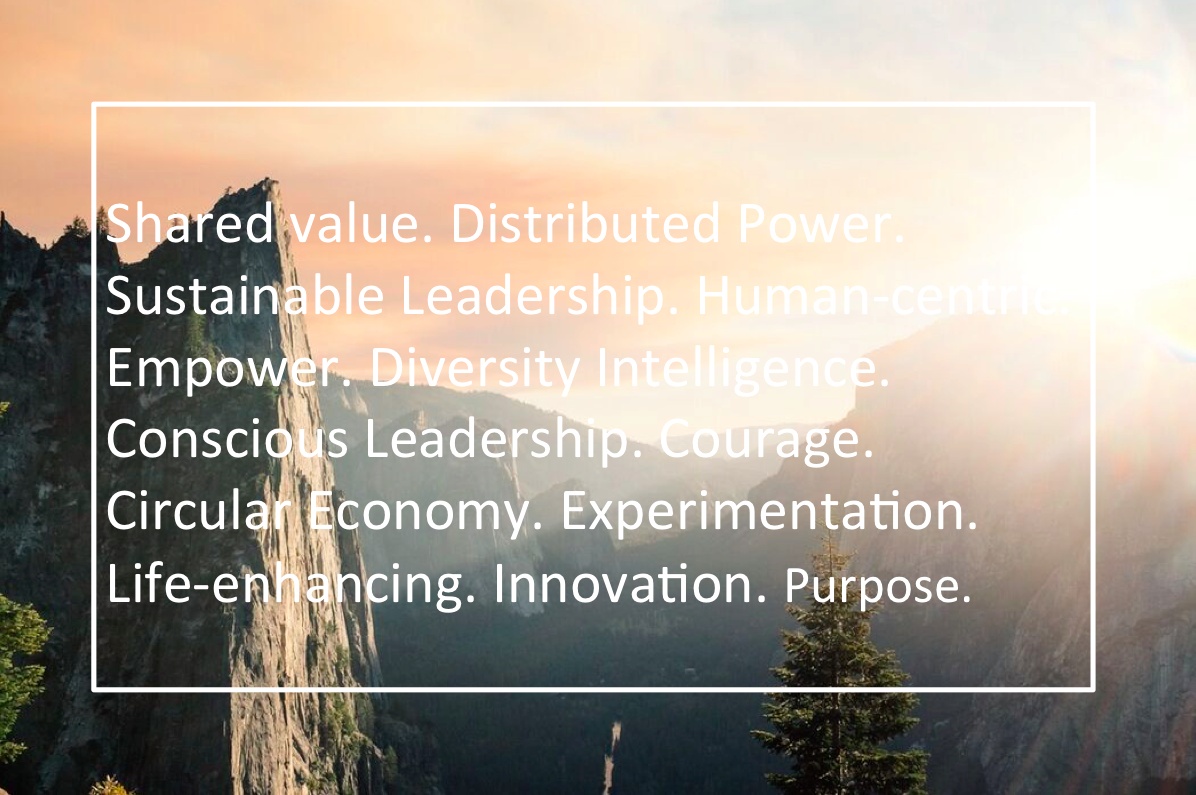 Shared value. Distributed Power.
Sustainable Leadership. Human-centric.
Empower. Diversity Intelligence.
Conscious Leadership. Courage.
Circular Economy. Experimentation.
Life-enhancing. Innovation. Purpose.